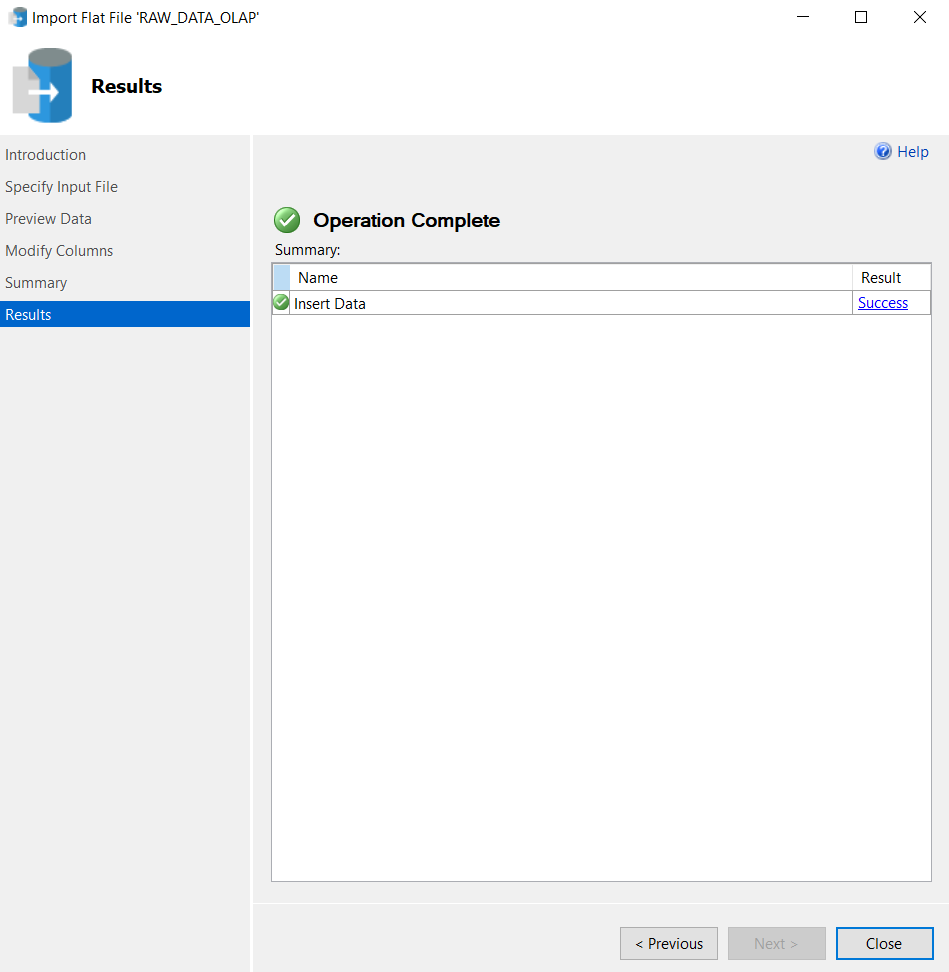 Import Flat File 'RAW_DATA_OLAP'
Results
Introduction
Specify Input File
Preview Data
Modify Columns
Summary
Results
Help
Operation Complete
Summary:
Name Result
Insert Data Success
< Previous Next > Close